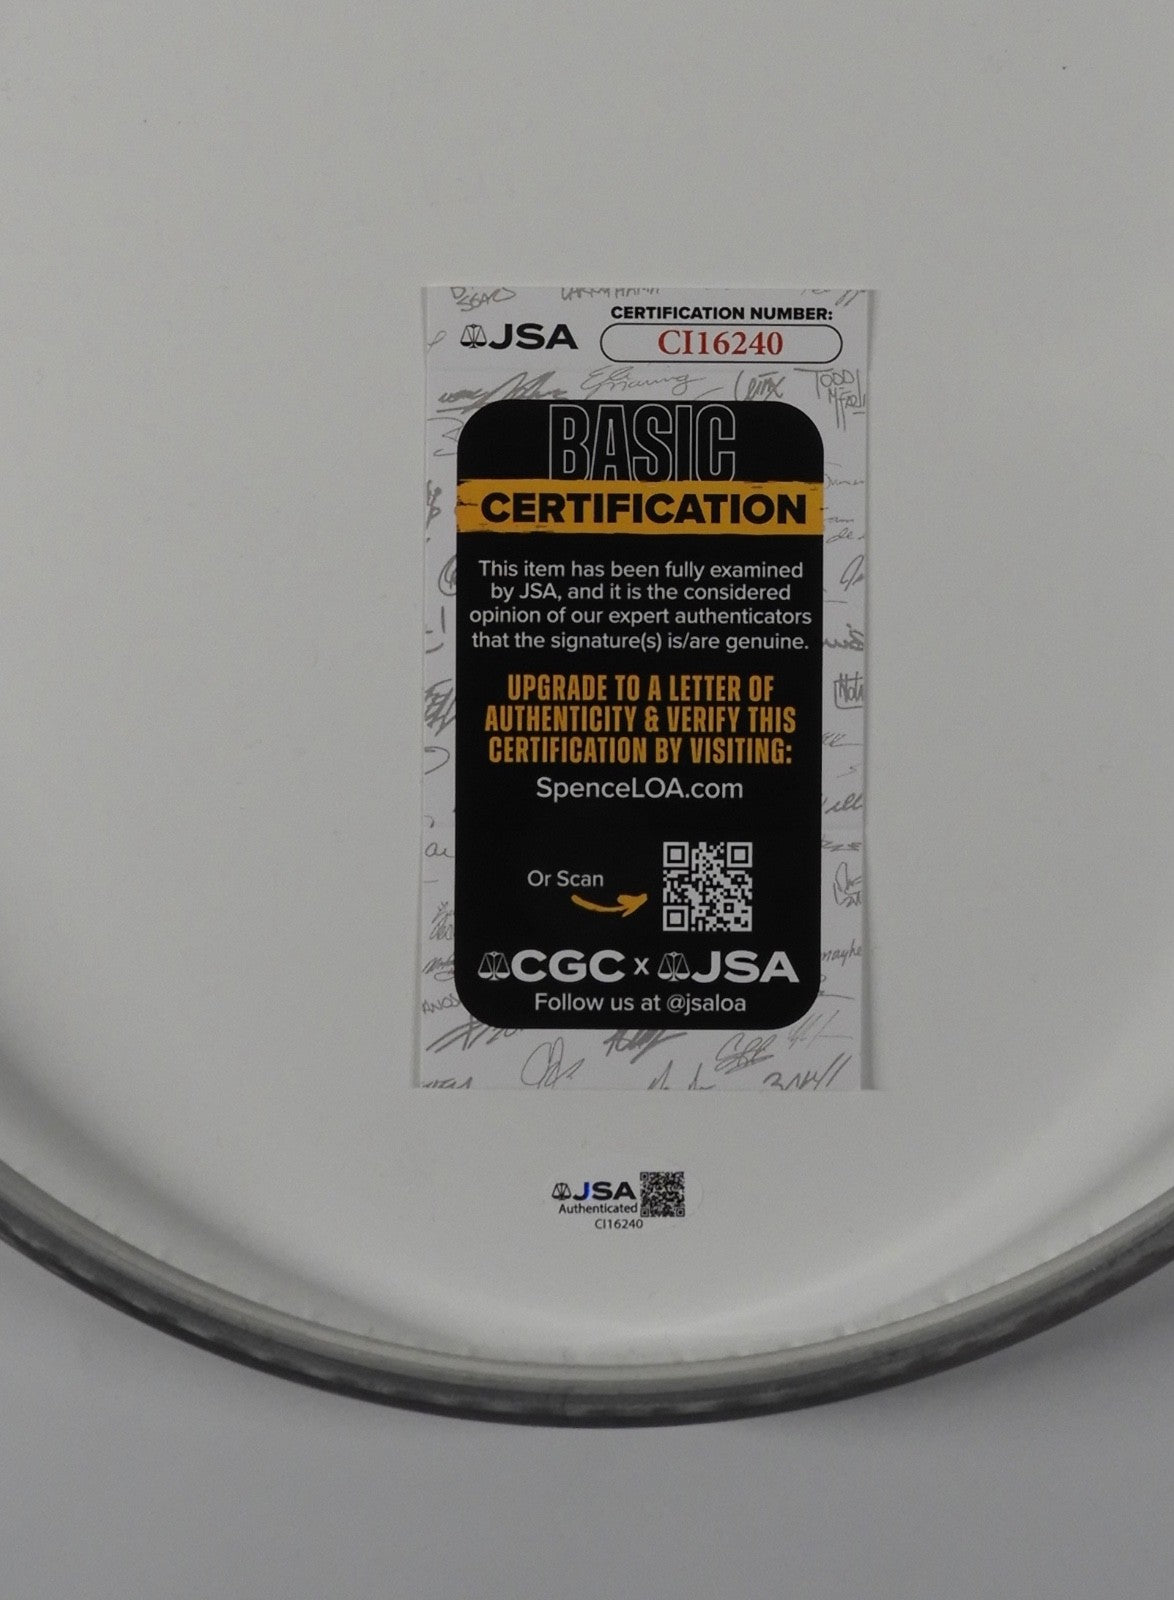 CERTIFICATION NUMBER:
JSA
CI16240
TODD
BASIC
CERTIFICATION
This item has been fully examined
by JSA, and it is the considered
opinion of our expert authenticators
that the signature(s) is/are genuine.
UPGRADE TO A LETTER OF
AUTHENTICITY & VERIFY THIS
CERTIFICATION BY VISITING:
SpenceLOA.com
Or Scan
CGC x JSA
Follow us at @jsaloa
JSA
Authenticated
CI16240